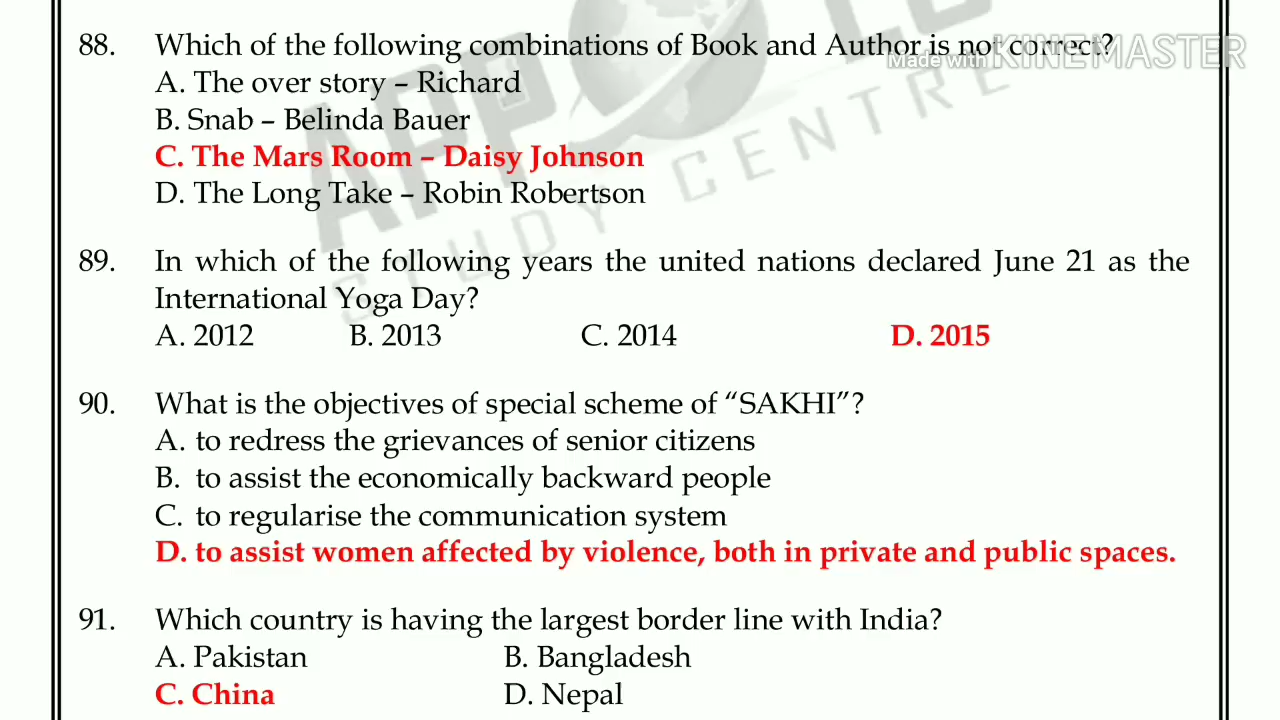 88. Which of the following combinations of Book and Author is not correct?
Made with KINEMASTER
A. The over story – Richard
B. Snab – Belinda Bauer
C. The Mars Room – Daisy Johnson
D. The Long Take – Robin Robertson
STUDY CENTRE
89. In which of the following years the united nations declared June 21 as the
International Yoga Day?
A. 2012 B. 2013 C. 2014 D. 2015
90. What is the objectives of special scheme of “SAKHI”?
A. to redress the grievances of senior citizens
B. to assist the economically backward people
C. to regularise the communication system
D. to assist women affected by violence, both in private and public spaces.
91. Which country is having the largest border line with India?
A. Pakistan B. Bangladesh
C. China D. Nepal